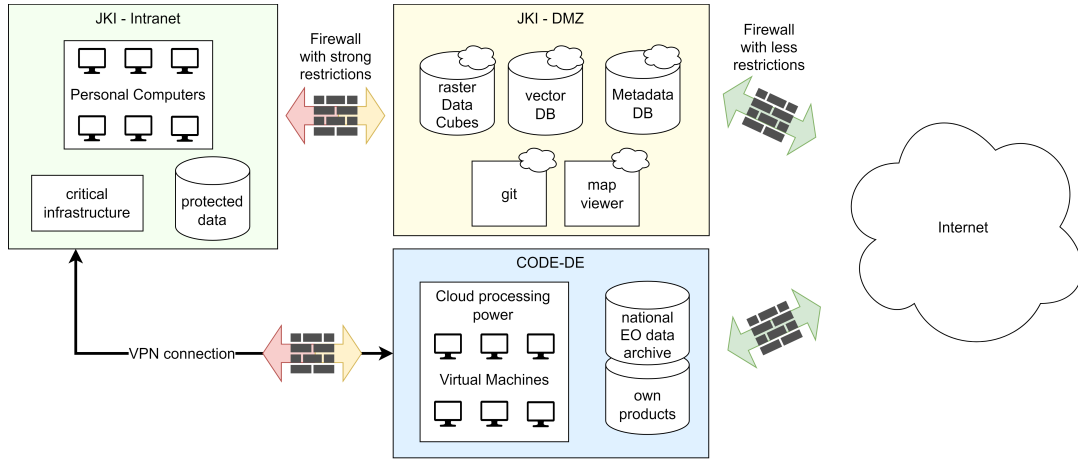 JKI - Intranet
Personal Computers
critical
infrastructure
protected
data
Firewall
with strong
restrictions
JKI - DMZ
raster
Data
Cubes
vector
DB
Metadata
DB
git
map
viewer
Firewall
with less
restrictions
Internet
VPN connection
CODE-DE
Cloud processing
power
Virtual Machines
national
EO data
archive
own
products